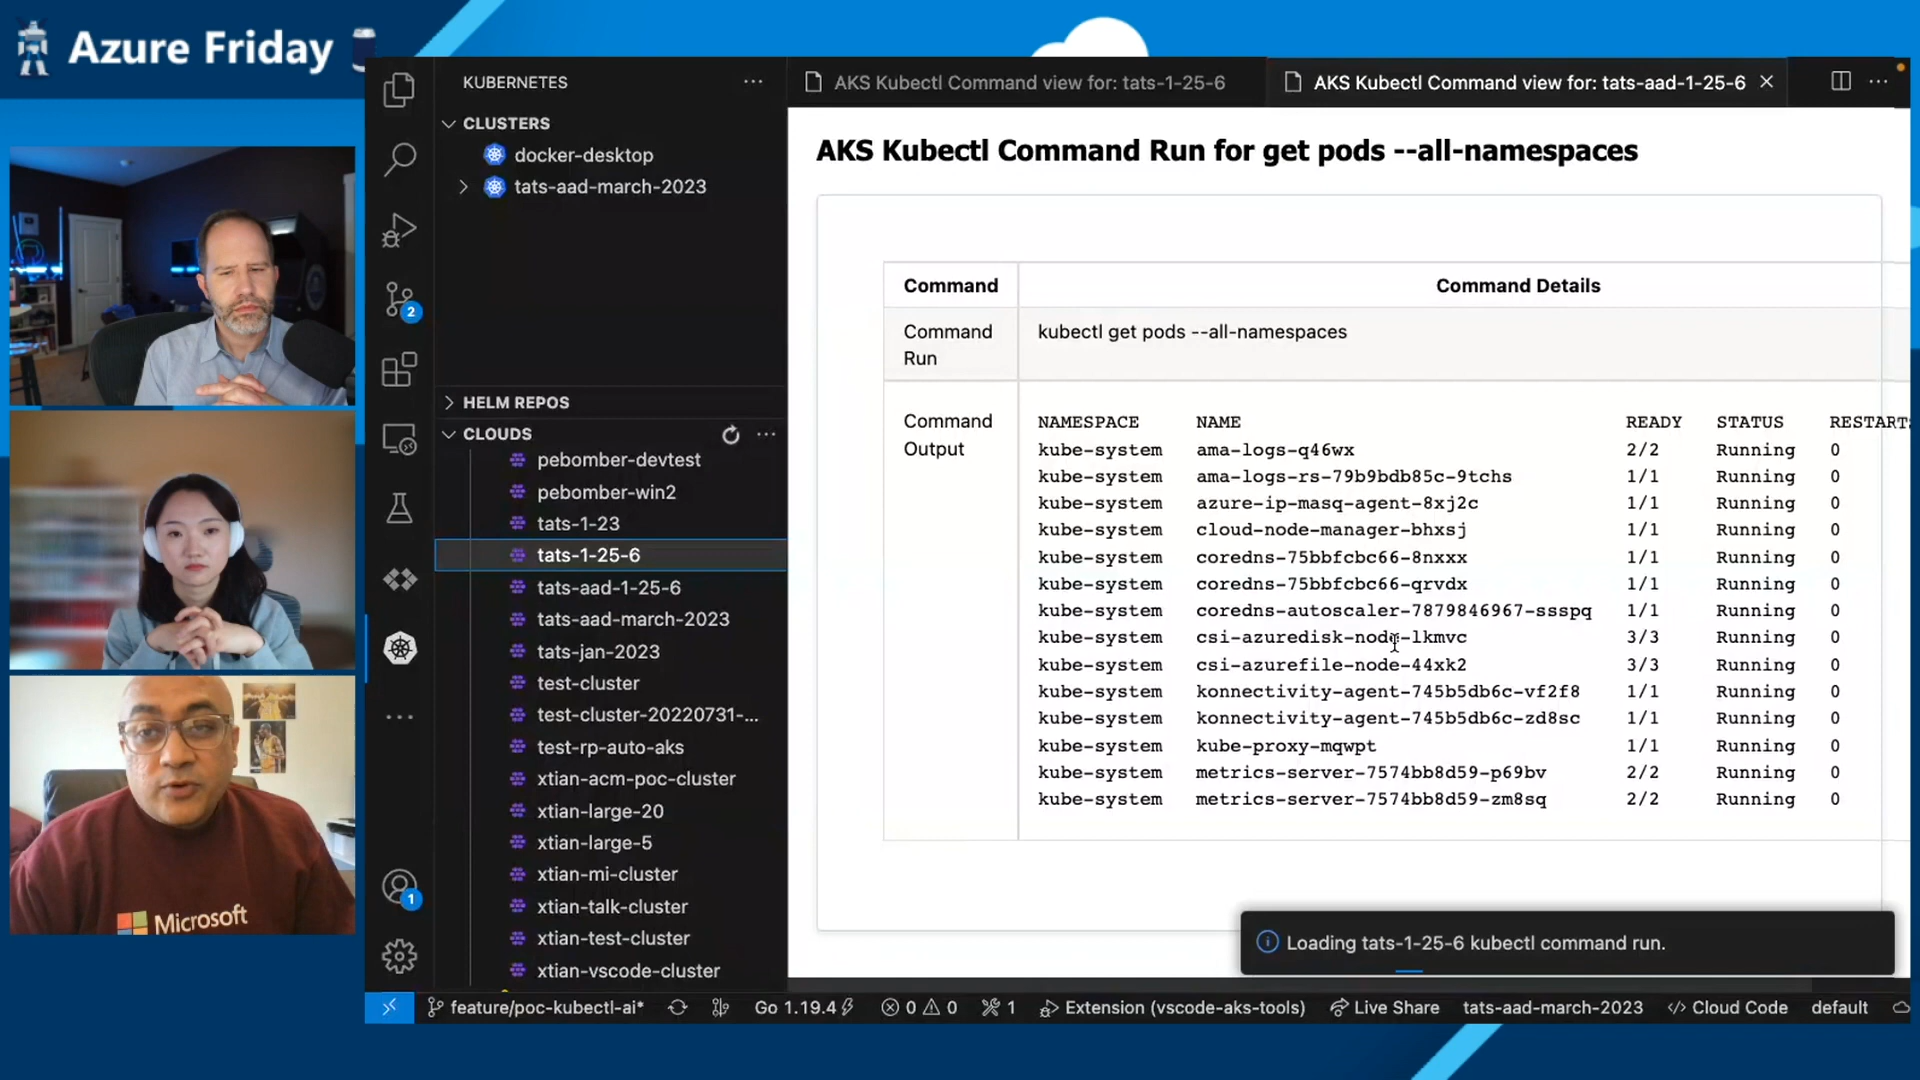 Azure Friday
KUBERNETES
AKS Kubectl Command view for: tats-1-25-6
AKS Kubectl Command view for: tats-aad-1-25-6
CLUSTERS
docker-desktop
tats-aad-march-2023
HELM REPOS
CLOUDS
pebomber-devtest
pebomber-win2
tats-1-23
tats-1-25-6
tats-aad-1-25-6
tats-aad-march-2023
tats-jan-2023
test-cluster
test-cluster-20220731-...
test-rp-auto-aks
xtian-acm-poc-cluster
xtian-large-20
xtian-large-5
xtian-mi-cluster
xtian-talk-cluster
xtian-test-cluster
xtian-vscode-cluster
2
1
AKS Kubectl Command Run for get pods --all-namespaces
Command Command Details
Command Run kubectl get pods --all-namespaces
Command Output
NAMESPACE NAME READY STATUS RESTARTS
kube-system ama-logs-q46wx 2/2 Running 0
kube-system ama-logs-rs-79b9bdb85c-9tchs 1/1 Running 0
kube-system azure-ip-masq-agent-8xj2c 1/1 Running 0
kube-system cloud-node-manager-bhxsj 1/1 Running 0
kube-system coredns-75bbfcbc66-8nxxx 1/1 Running 0
kube-system coredns-75bbfcbc66-qrvdx 1/1 Running 0
kube-system coredns-autoscaler-7879846967-ssspq 1/1 Running 0
kube-system csi-azuredisk-node-lkmvc 3/3 Running 0
kube-system csi-azurefile-node-44xk2 3/3 Running 0
kube-system konnectivity-agent-745b5db6c-vf2f8 1/1 Running 0
kube-system konnectivity-agent-745b5db6c-zd8sc 1/1 Running 0
kube-system kube-proxy-mqwpt 1/1 Running 0
kube-system metrics-server-7574bb8d59-p69bv 2/2 Running 0
kube-system metrics-server-7574bb8d59-zm8sq 2/2 Running 0
Loading tats-1-25-6 kubectl command run.
Microsoft
feature/poc-kubectl-ai* Go 1.19.4 0 0 1 Extension (vscode-aks-tools) Live Share tats-aad-march-2023 Cloud Code default